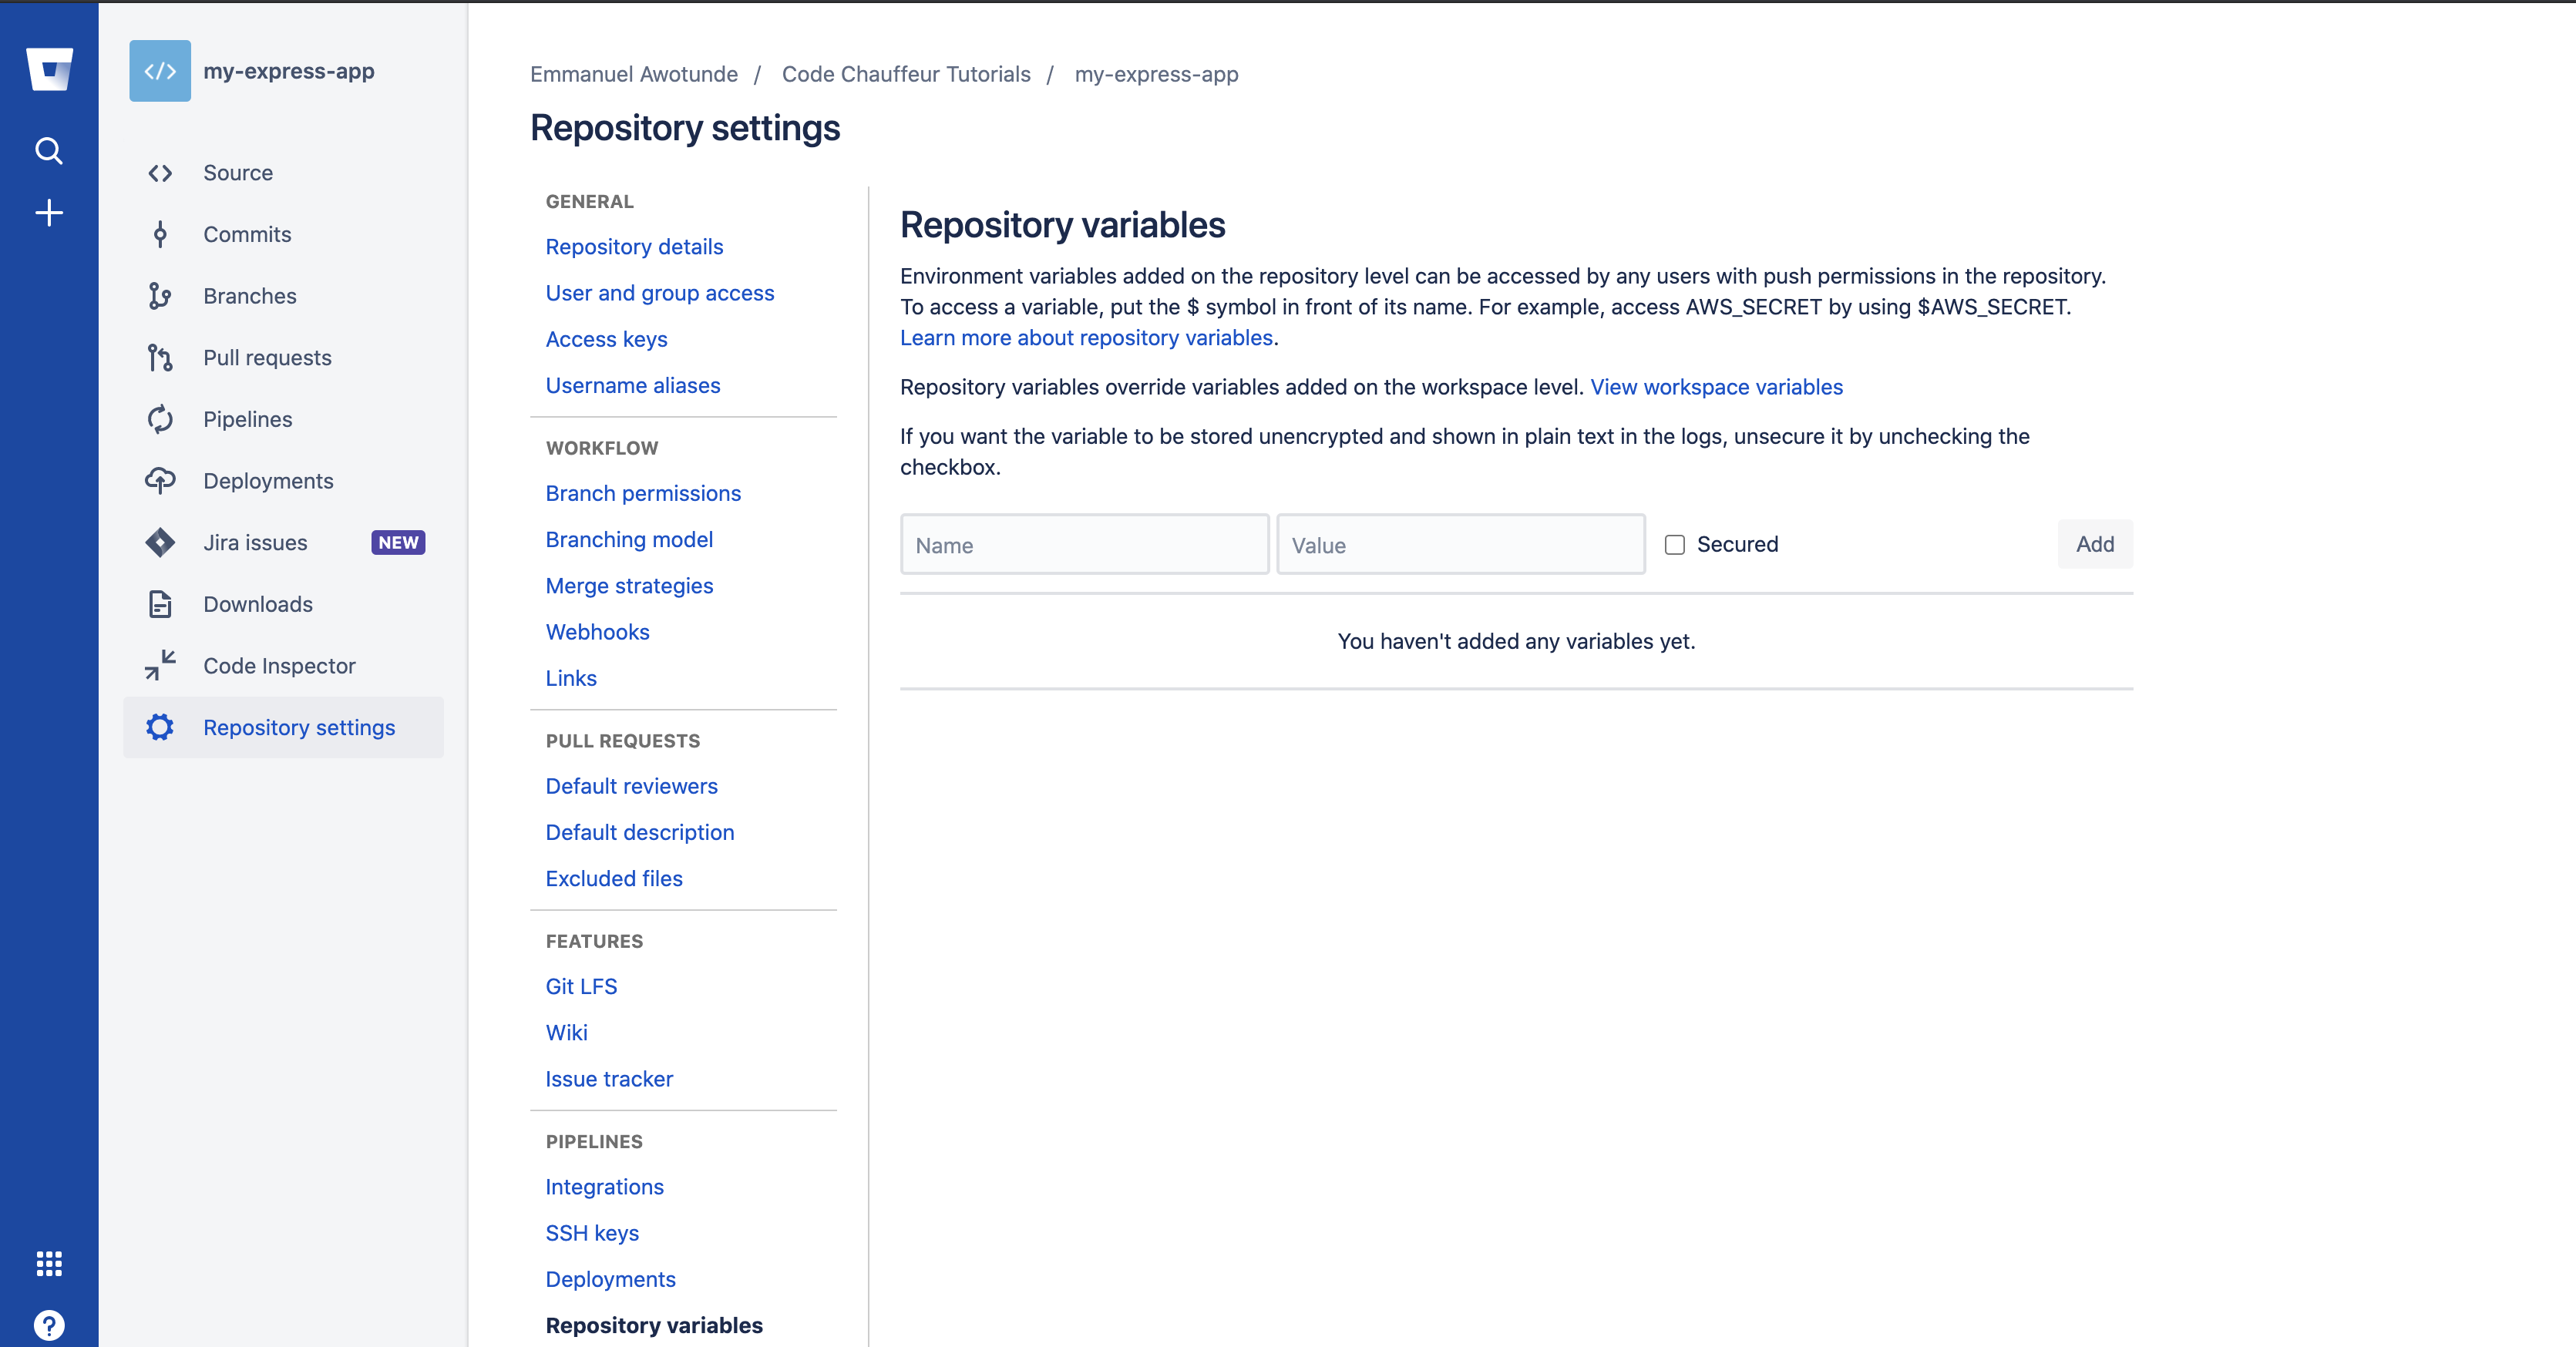 my-express-app
Source
Commits
Branches
Pull requests
Pipelines
Deployments
Jira issues NEW
Downloads
Code Inspector
Repository settings
Emmanuel Awotunde / Code Chauffeur Tutorials / my-express-app
Repository settings
GENERAL
Repository details
User and group access
Access keys
Username aliases
WORKFLOW
Branch permissions
Branching model
Merge strategies
Webhooks
Links
PULL REQUESTS
Default reviewers
Default description
Excluded files
FEATURES
Git LFS
Wiki
Issue tracker
PIPELINES
Integrations
SSH keys
Deployments
Repository variables
Repository variables
Environment variables added on the repository level can be accessed by any users with push permissions in the repository.
To access a variable, put the $ symbol in front of its name. For example, access AWS_SECRET by using $AWS_SECRET.
Learn more about repository variables.
Repository variables override variables added on the workspace level. View workspace variables
If you want the variable to be stored unencrypted and shown in plain text in the logs, unsecure it by unchecking the
checkbox.
Name Value Secured Add
You haven't added any variables yet.